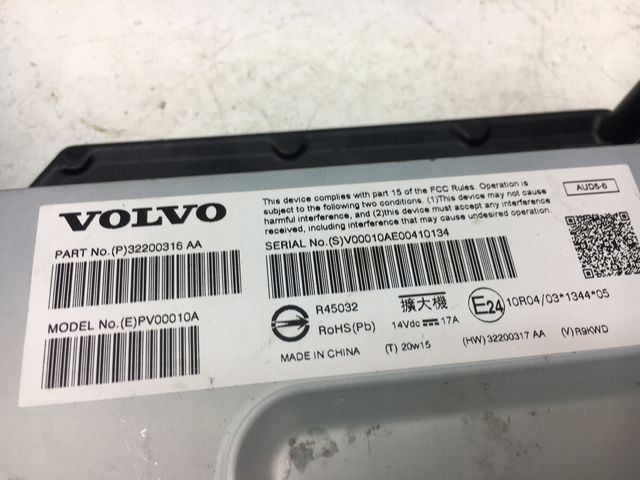 VOLVO
PART No.(P)32200316 AA
MODEL No.(E)PV00010A
This device complies with part 15 of the FCC Rules. Operation is
subject to the following two conditions. (1)This device may not cause
harmful interference, and (2)this device must accept any interference
received, including interference that may cause undesired operation.
SERIAL No.(S)V00010AE00410134
AUD5-6
R45032
RoHS(Pb)
MADE IN CHINA
擴大機
14Vdc 17A
(T) 20w15
E24 10R04/03*1344*05
(HW) 32200317 AA
(V) R9KWD